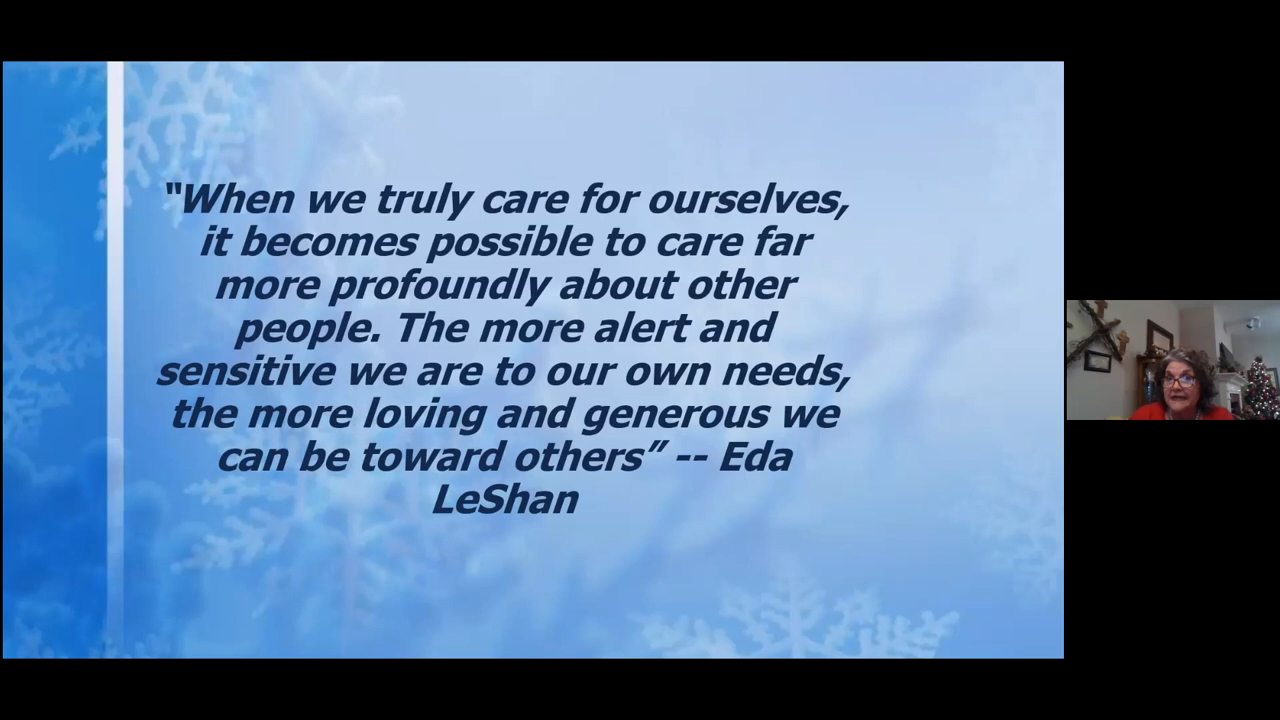 “When we truly care for ourselves,
it becomes possible to care far
more profoundly about other
people. The more alert and
sensitive we are to our own needs,
the more loving and generous we
can be toward others” -- Eda
LeShan